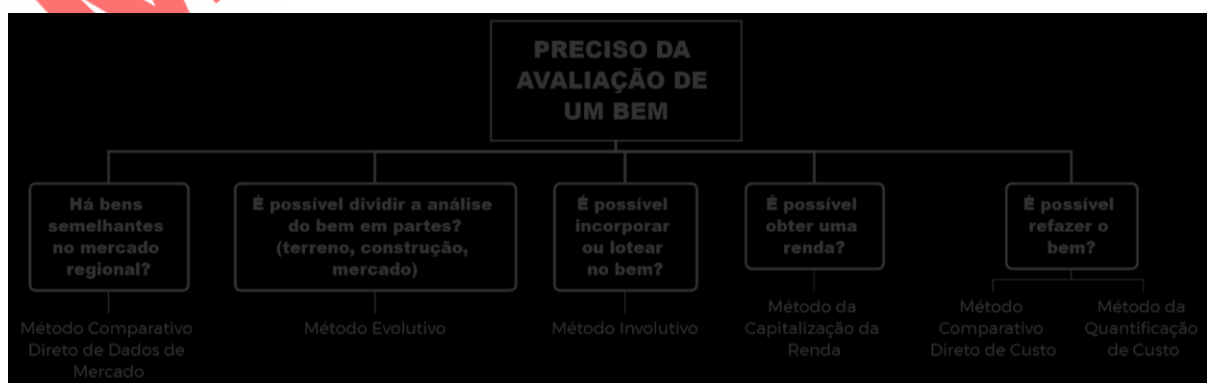 PRECISO DA
AVALIAÇÃO DE
UM BEM
Há bens
semelhantes
no mercado
regional?
É possível dividir a análise
do bem em partes?
(terreno, construção,
mercado)
É possível
incorporar
ou lotear
no bem?
É possível
obter uma
renda?
É possível
refazer o
bem?
Método Comparativo
Direto de Dados de
Mercado
Método Evolutivo
Método Involutivo
Método da
Capitalização da
Renda
Método
Comparativo
Direto de Custo
Método da
Quantificação
de Custo